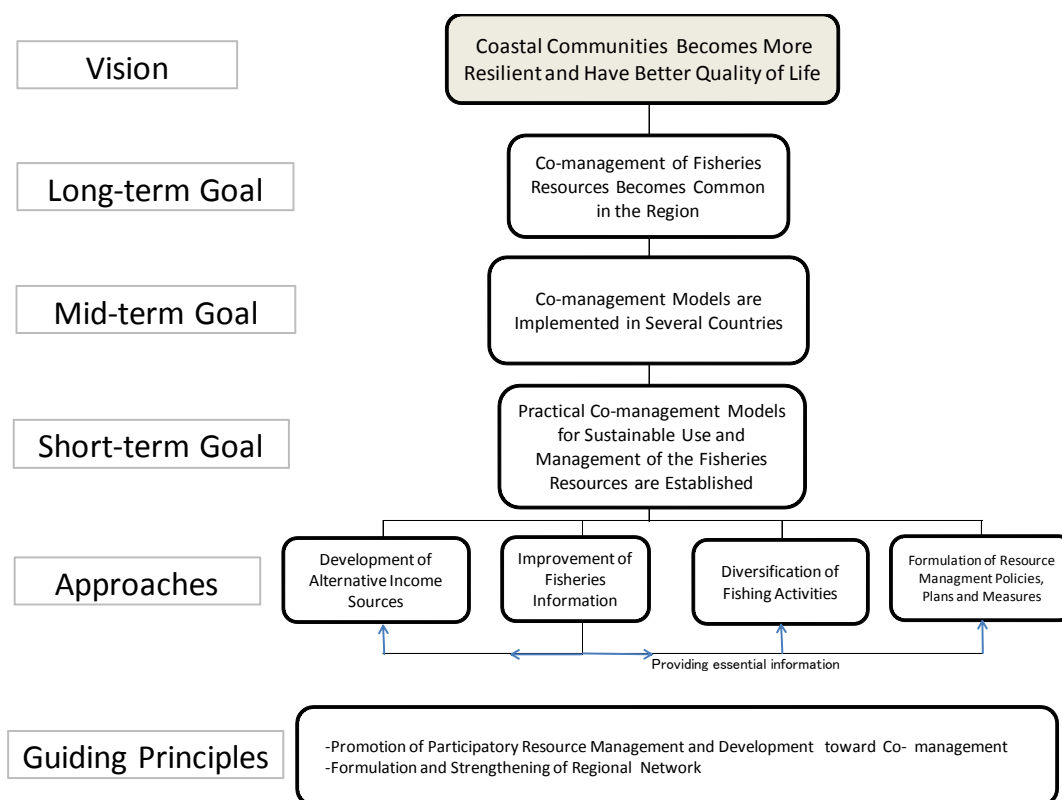 Vision
Coastal Communities Becomes More
Resilient and Have Better Quality of Life
Long-term Goal
Co-management of Fisheries
Resources Becomes Common
in the Region
Mid-term Goal
Co-management Models are
Implemented in Several Countries
Short-term Goal
Practical Co-management Models
for Sustainable Use and
Management of the Fisheries
Resources are Established
Approaches
Development of
Alternative Income
Sources
Improvement of
Fisheries
Information
Diversification of
Fishing Activities
Formulation of Resource
Managment Policies,
Plans and Measures
Providing essential information
Guiding Principles
-Promotion of Participatory Resource Management and Development toward Co- management
-Formulation and Strengthening of Regional Network